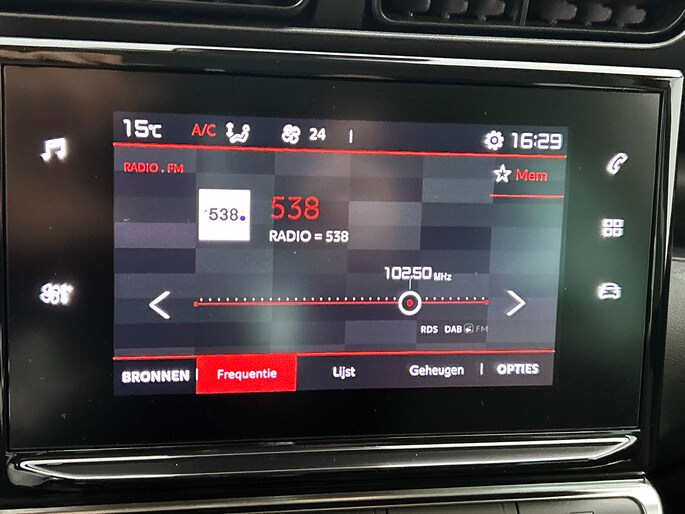 15°C A/C 24 16:29
RADIO . FM
Mem
538
538
RADIO = 538
102.50 MHz
RDS DAB FM
BRONNEN Frequentie Lijst Geheugen OPTIES